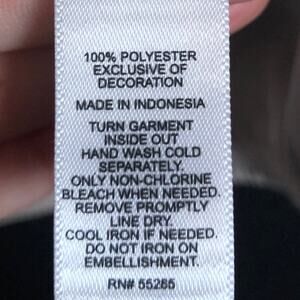 100% POLYESTER
EXCLUSIVE OF
DECORATION
MADE IN INDONESIA
TURN GARMENT
INSIDE OUT
HAND WASH COLD
SEPARATELY.
ONLY NON-CHLORINE
BLEACH WHEN NEEDED.
REMOVE PROMPTLY
LINE DRY.
COOL IRON IF NEEDED.
DO NOT IRON ON
EMBELLISHMENT.
RN# 55285